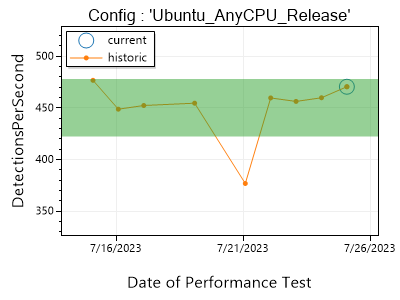 Config : 'Ubuntu_AnyCPU_Release'
current
historic
DetectionsPerSecond
500
450
400
350
7/16/2023
7/21/2023
7/26/2023
Date of Performance Test